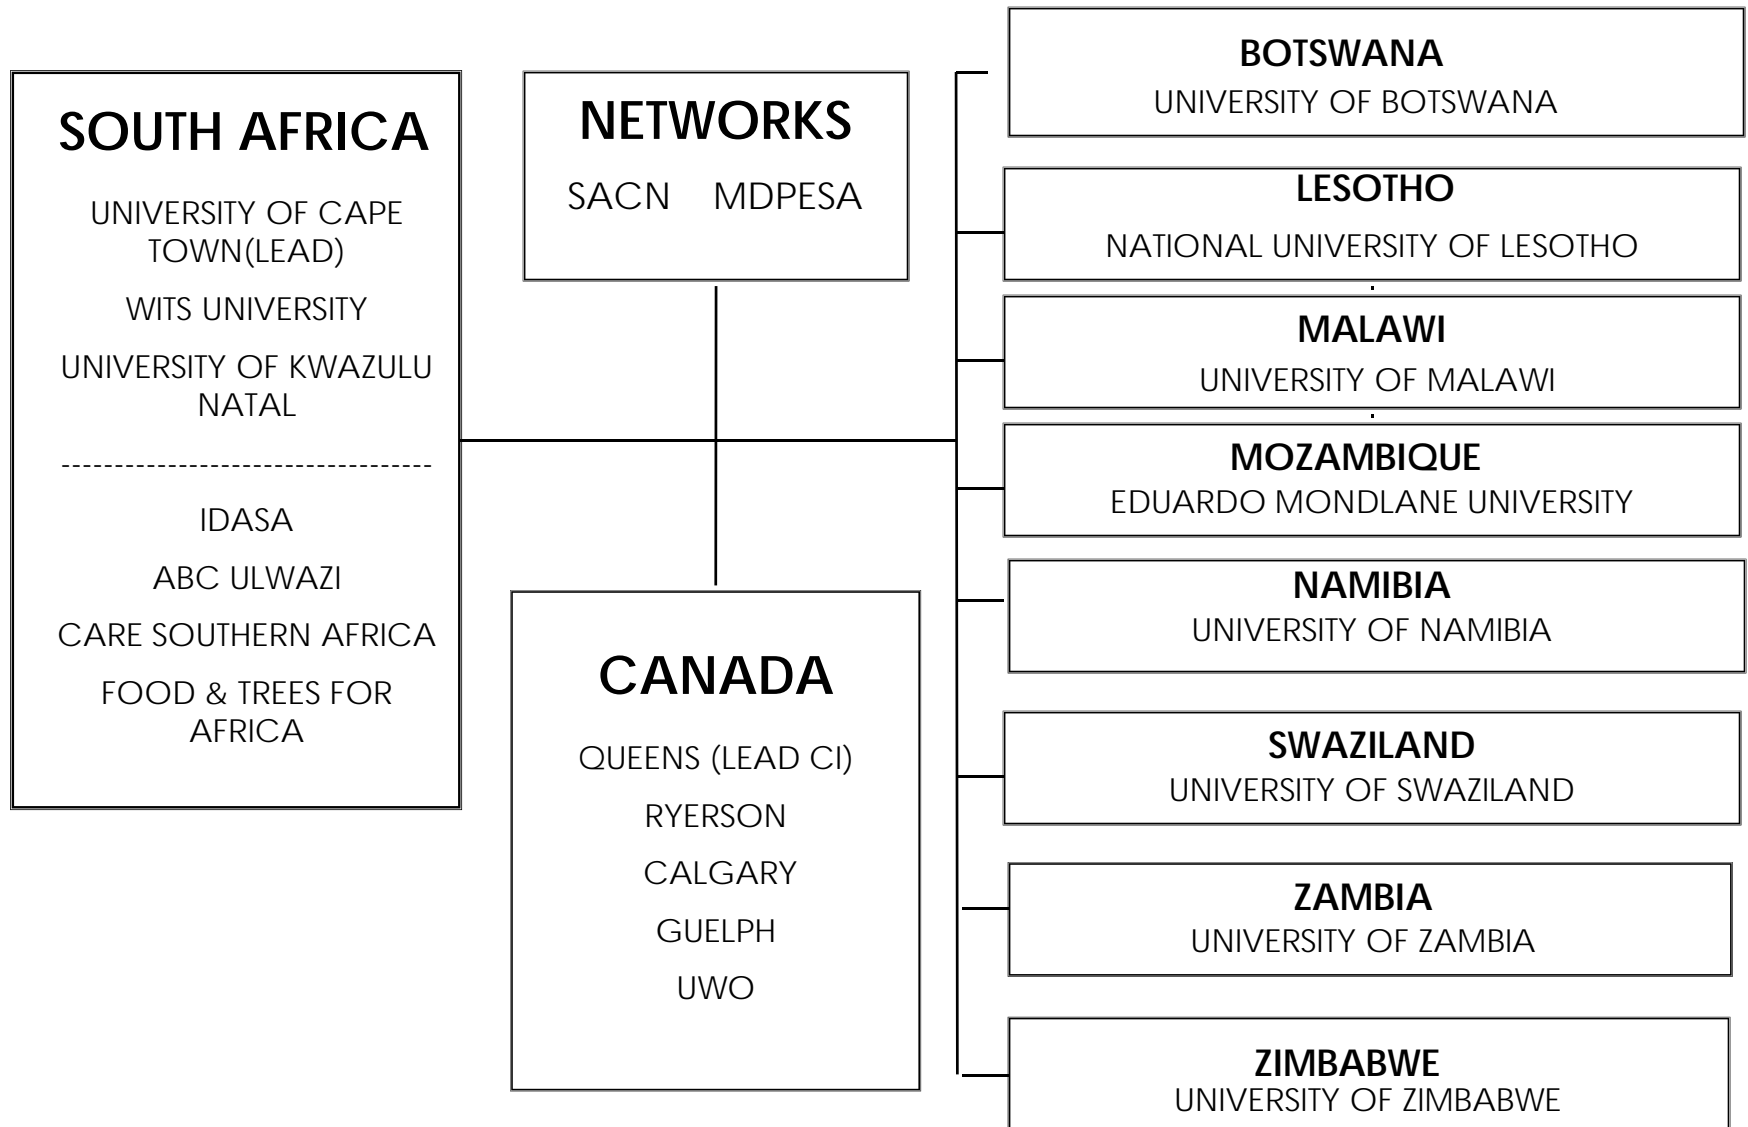 SOUTH AFRICA
UNIVERSITY OF CAPE
TOWN(LEAD)
WITS UNIVERSITY
UNIVERSITY OF KWAZULU
NATAL
-----------------------------------
IDASA
ABC ULWAZI
CARE SOUTHERN AFRICA
FOOD & TREES FOR
AFRICA
NETWORKS
SACN MDPESA
CANADA
QUEENS (LEAD CI)
RYERSON
CALGARY
GUELPH
UWO
BOTSWANA
UNIVERSITY OF BOTSWANA
LESOTHO
NATIONAL UNIVERSITY OF LESOTHO
MALAWI
UNIVERSITY OF MALAWI
MOZAMBIQUE
EDUARDO MONDLANE UNIVERSITY
NAMIBIA
UNIVERSITY OF NAMIBIA
SWAZILAND
UNIVERSITY OF SWAZILAND
ZAMBIA
UNIVERSITY OF ZAMBIA
ZIMBABWE
UNIVERSITY OF ZIMBABWE